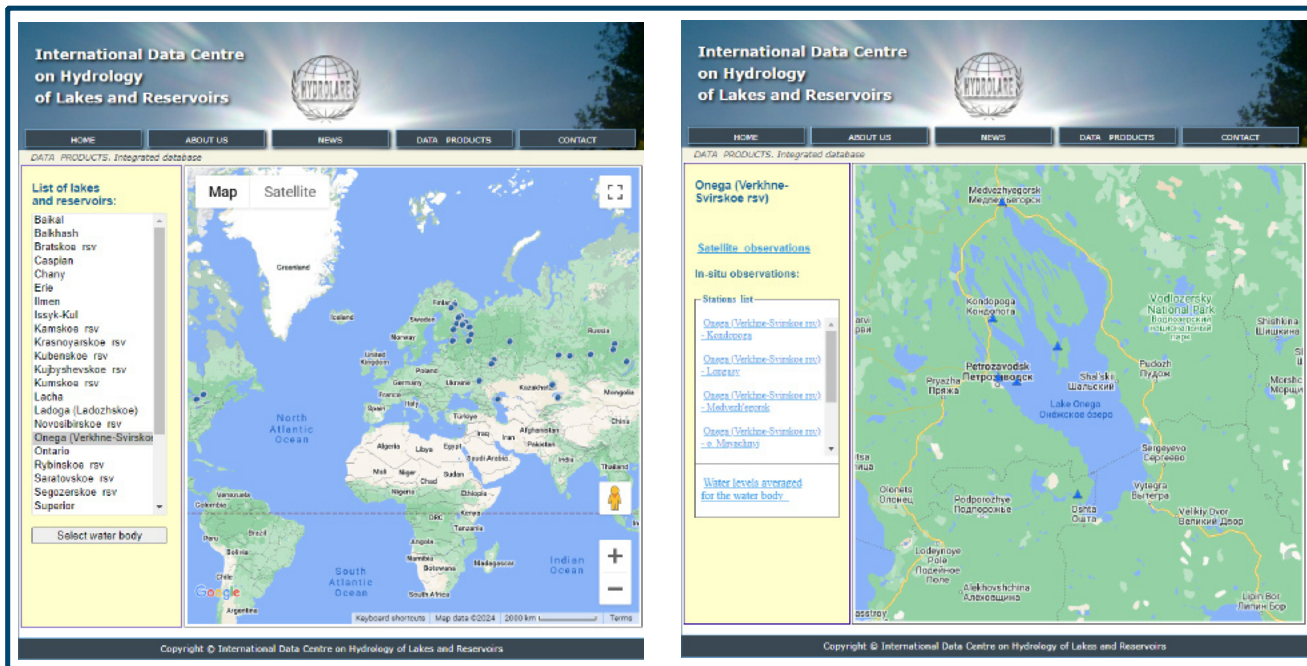 International Data Centre
on Hydrology
of Lakes and Reservoirs
HYDROLARE
HOME
ABOUT US
NEWS
DATA PRODUCTS
CONTACT
DATA PRODUCTS. Integrated database
List of lakes
and reservoirs:
Baikal
Balkhash
Bratskoe rsv
Caspian
Chany
Erie
Ilmen
Issyk-Kul
Kamskoe rsv
Krasnoyarskoe rsv
Kubenskoe rsv
Kujbyshevskoe rsv
Kumskoe rsv
Lacha
Ladoga (Ladozhskoe)
Novosibirskoe rsv
Onega (Verkhne-Svirskoe
Ontario
Rybinskoe rsv
Saratovskoe rsv
Segozerskoe rsv
Superior
Select water body
Map
Satellite
Greenland
Iceland
Finland
Sweden
Norway
Russia
United
Kingdom
Poland
Germany
Ukraine
Kazakhstan
Mongolia
France
Italy
Spain
Türkiye
China
North
Atlantic
Ocean
Iraq
Iran
Afghanistan
Pakistan
Algeria
Libya
Egypt
Saudi Arabia
India
Thailand
Mali
Niger
Chad
Sudan
Nigeria
Ethiopia
Venezuela
Colombia
DRC
Kenya
Tanzania
Peru
Brazil
Angola
Bolivia
Namibia
Botswana
Madagascar
Indian
Ocean
South
Atlantic
Ocean
Chile
South Africa
Argentina
Google
Keyboard shortcuts
Map data ©2024
2000 km
Terms
Copyright © International Data Centre on Hydrology of Lakes and Reservoirs
International Data Centre
on Hydrology
of Lakes and Reservoirs
HYDROLARE
HOME
ABOUT US
NEWS
DATA PRODUCTS
CONTACT
DATA PRODUCTS. Integrated database
Onega (Verkhne-
Svirskoe rsv)
Satellite observations
In-situ observations:
Stations list
Onega (Verkhne-Svirskoe rsv)
- Kondopoga
Onega (Verkhne-Svirskoe rsv)
Onega (Verkhne-Svirskoe rsv)
- Medvezh'egorsk
Onega (Verkhne-Svirskoe rsv)
Water levels averaged
for the water body
Medvezhyegorsk
Медвежьегорск
Kondopoga
Кондопога
Vodlozersky
National Park
Водлозерский
национальный
парк
Shishkina
Шишкина
Petrozavodsk
Петрозаводск
Pryazha
Пряжа
Shal'skii
Шальский
Pudozh
Пудож
Lake Onega
Онежское озеро
Sergeyevo
Сергеево
Olonets
Олонец
Podporozhye
Подпорожье
Oshta
Ошта
Vytegra
Вытегра
Velikiy Dvor
Великий Двор
Lodeynoye
Pole
Лодейное
Поле
Alekhovshchina
Алеховщина
Lipin Bor
Липин Бор
Copyright © International Data Centre on Hydrology of Lakes and Reservoirs